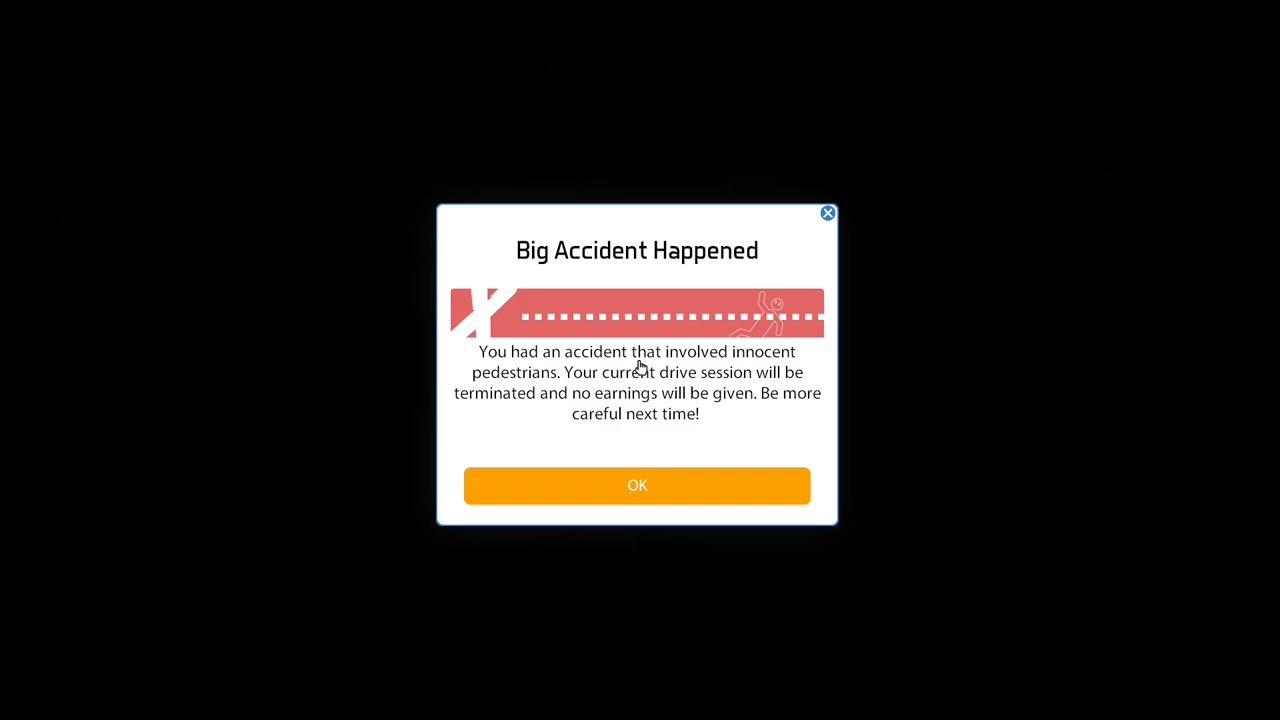 Big Accident Happened
You had an accident that involved innocent
pedestrians. Your current drive session will be
terminated and no earnings will be given. Be more
careful next time!
OK